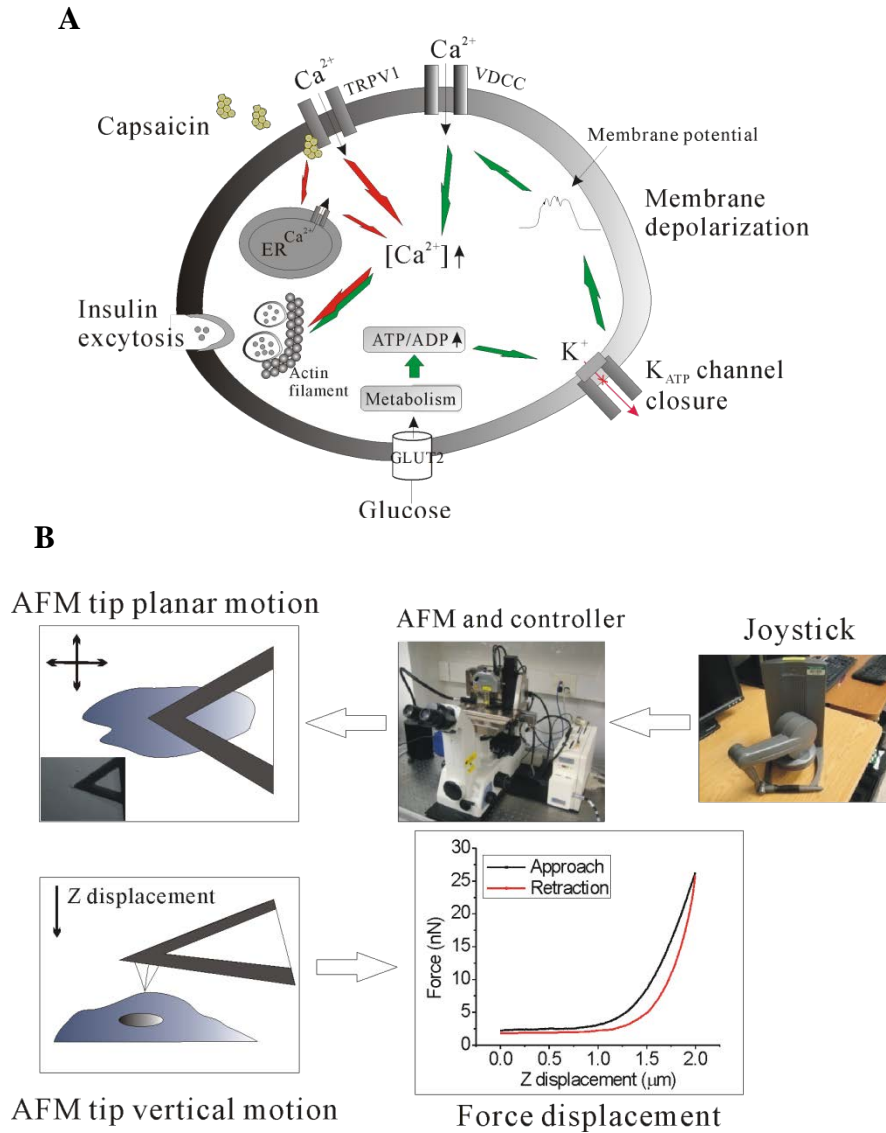 A
Ca2+
Ca2+
TRPV1
VDCC
Capsaicin
Membrane potential
Membrane
depolarization
Ca2+
ER
[Ca2+]
Insulin
excytosis
ATP/ADP
K+
Actin
filament
Metabolism
KATP channel
closure
GLUT2
Glucose
B
AFM tip planar motion
AFM and controller
Joystick
Z displacement
Approach
Retraction
30
25
20
15
10
5
0
Force (nN)
0.0 0.5 1.0 1.5 2.0
Z displacement (μm)
AFM tip vertical motion
Force displacement